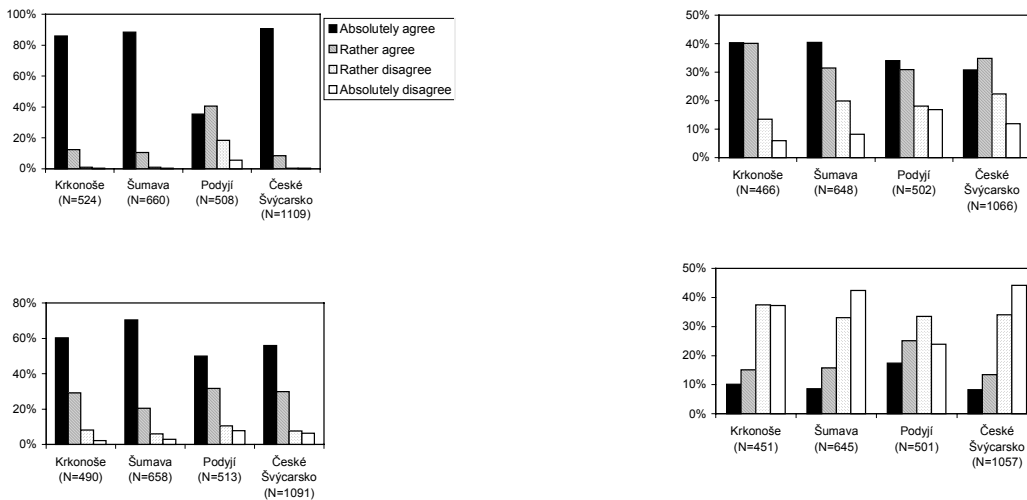 100%
80%
60%
40%
20%
0%
Absolutely agree
Rather agree
Rather disagree
Absolutely disagree
Krkonoše Šumava Podyjí České
Švýcarsko
(N=524) (N=660) (N=508) (N=1109)
50%
40%
30%
20%
10%
0%
Krkonoše Šumava Podyjí České
Švýcarsko
(N=466) (N=648) (N=502) (N=1066)
80%
60%
40%
20%
0%
Krkonoše Šumava Podyjí České
(N=490) (N=658) (N=513) Švýcarsko
(N=1091)
50%
40%
30%
20%
10%
0%
Krkonoše Šumava Podyjí České
(N=451) (N=645) (N=501) Švýcarsko
(N=1057)